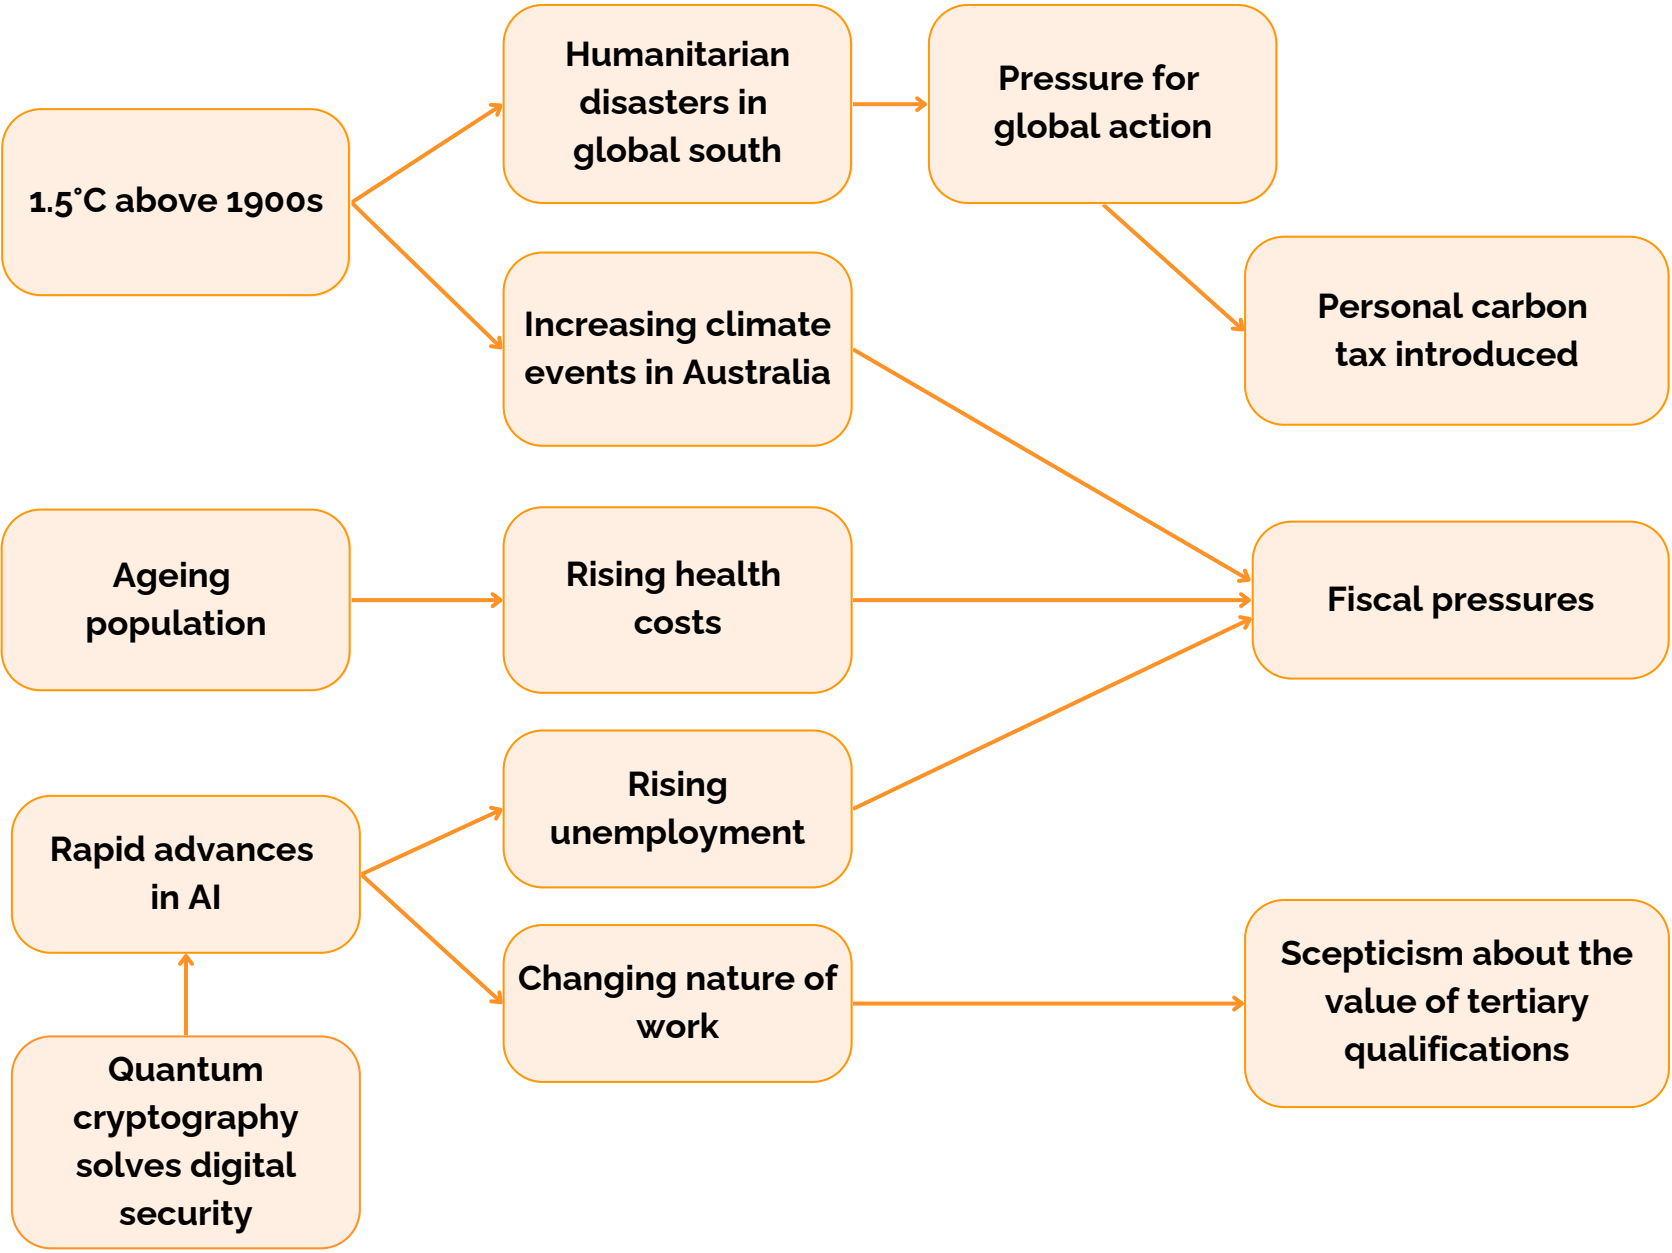 Humanitarian
disasters in
global south
Pressure for
global action
1.5°C above 1900s
Increasing climate
events in Australia
Personal carbon
tax introduced
Ageing
population
Rising health
costs
Fiscal pressures
Rising
unemployment
Rapid advances
in AI
Changing nature of
work
Scepticism about the
value of tertiary
qualifications
Quantum
cryptography
solves digital
security